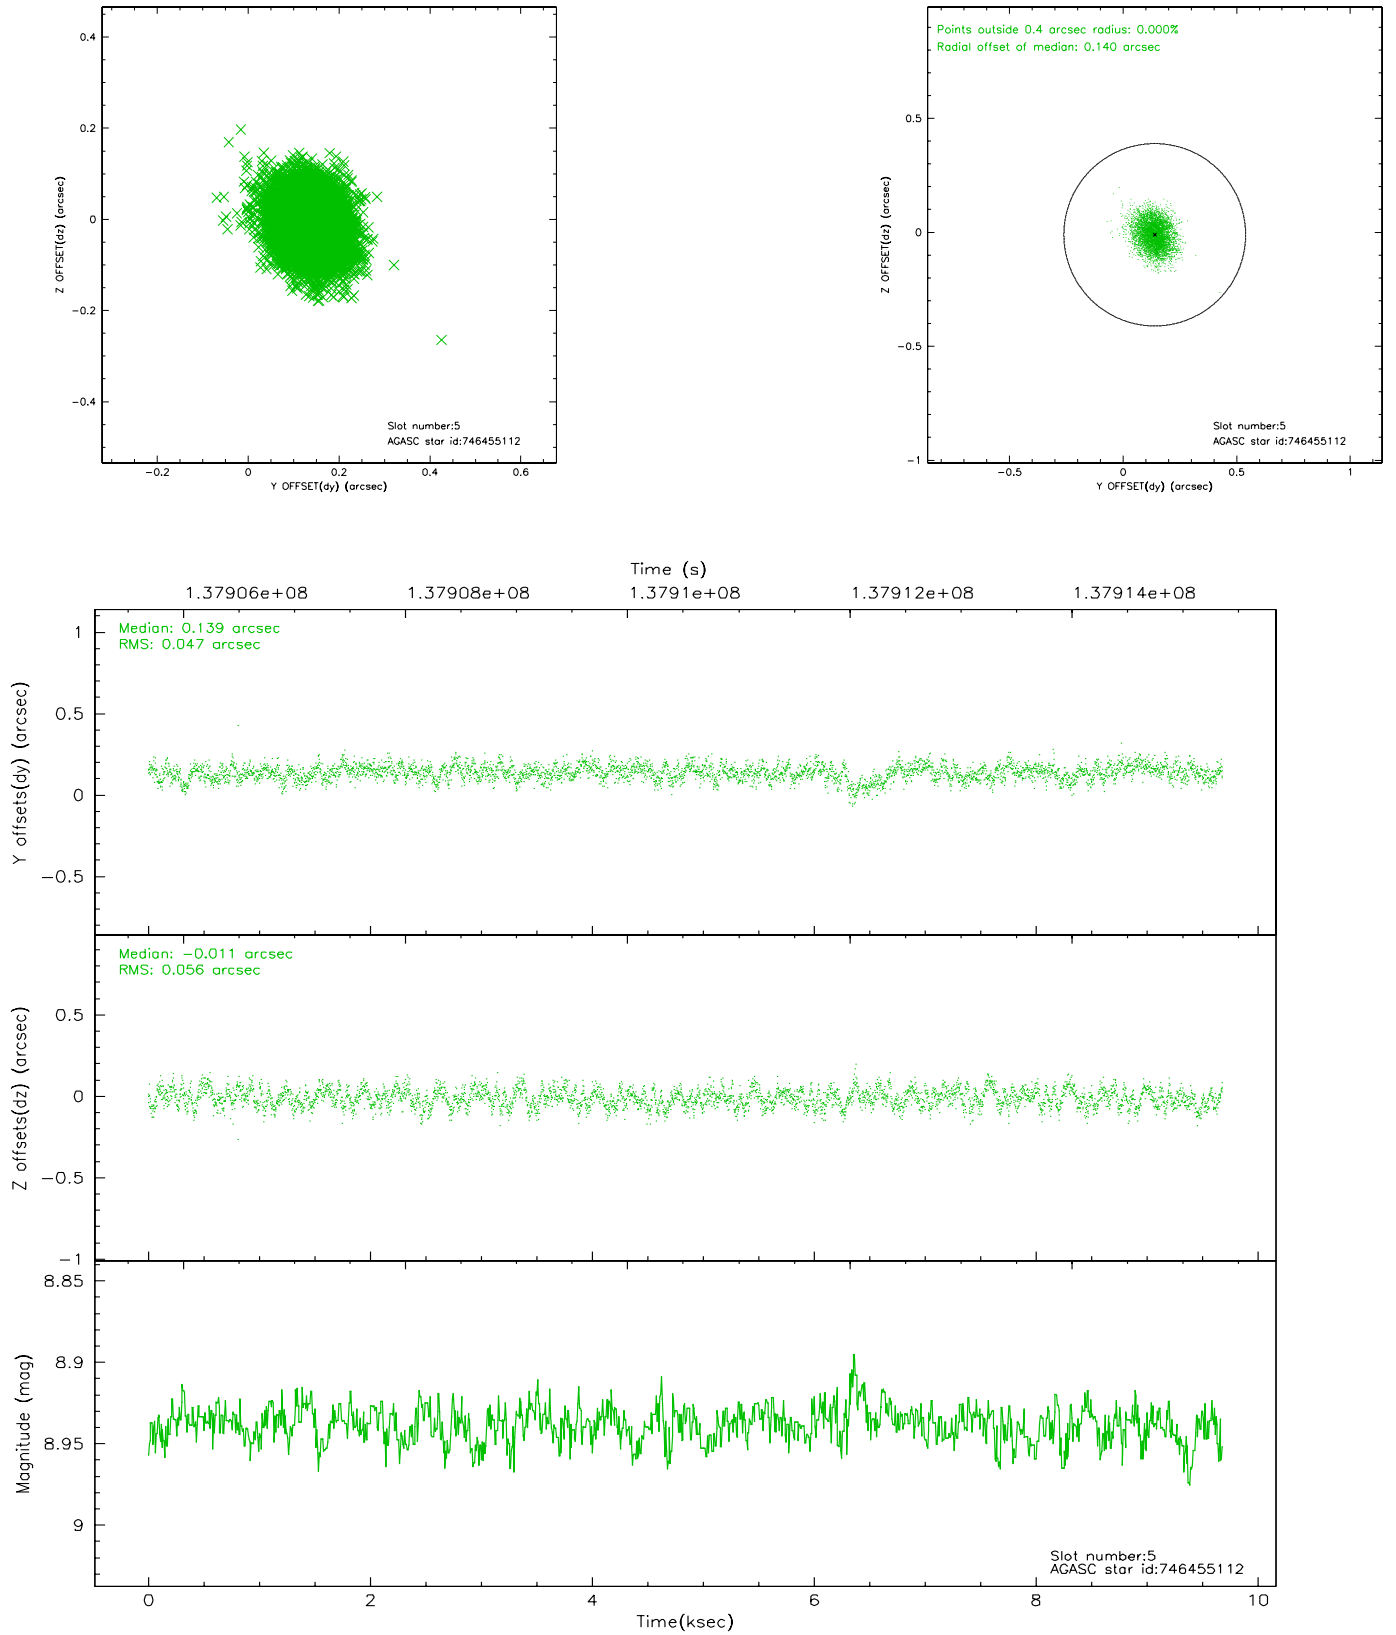 0.4
0.2
0
−0.2
−0.4
Z OFFSET(dz) (arcsec)
−0.2 0 0.2 0.4 0.6
Y OFFSET(dy) (arcsec)
Slot number:5
AGASC star id:746455112
Points outside 0.4 arcsec radius: 0.000%
Radial offset of median: 0.140 arcsec
0.5
0
−0.5
−1
Z OFFSET(dz) (arcsec)
−0.5 0 0.5 1
Y OFFSET(dy) (arcsec)
Slot number:5
AGASC star id:746455112
Time (s)
1.37906e+08 1.37908e+08 1.3791e+08 1.37912e+08 1.37914e+08
Median: 0.139 arcsec
RMS: 0.047 arcsec
1
0.5
0
−0.5
Y offsets(dy) (arcsec)
Median: −0.011 arcsec
RMS: 0.056 arcsec
0.5
0
−0.5
−1
Z offsets(dz) (arcsec)
8.85
8.9
8.95
9
Magnitude (mag)
Slot number:5
AGASC star id:746455112
0 2 4 6 8 10
Time(ksec)